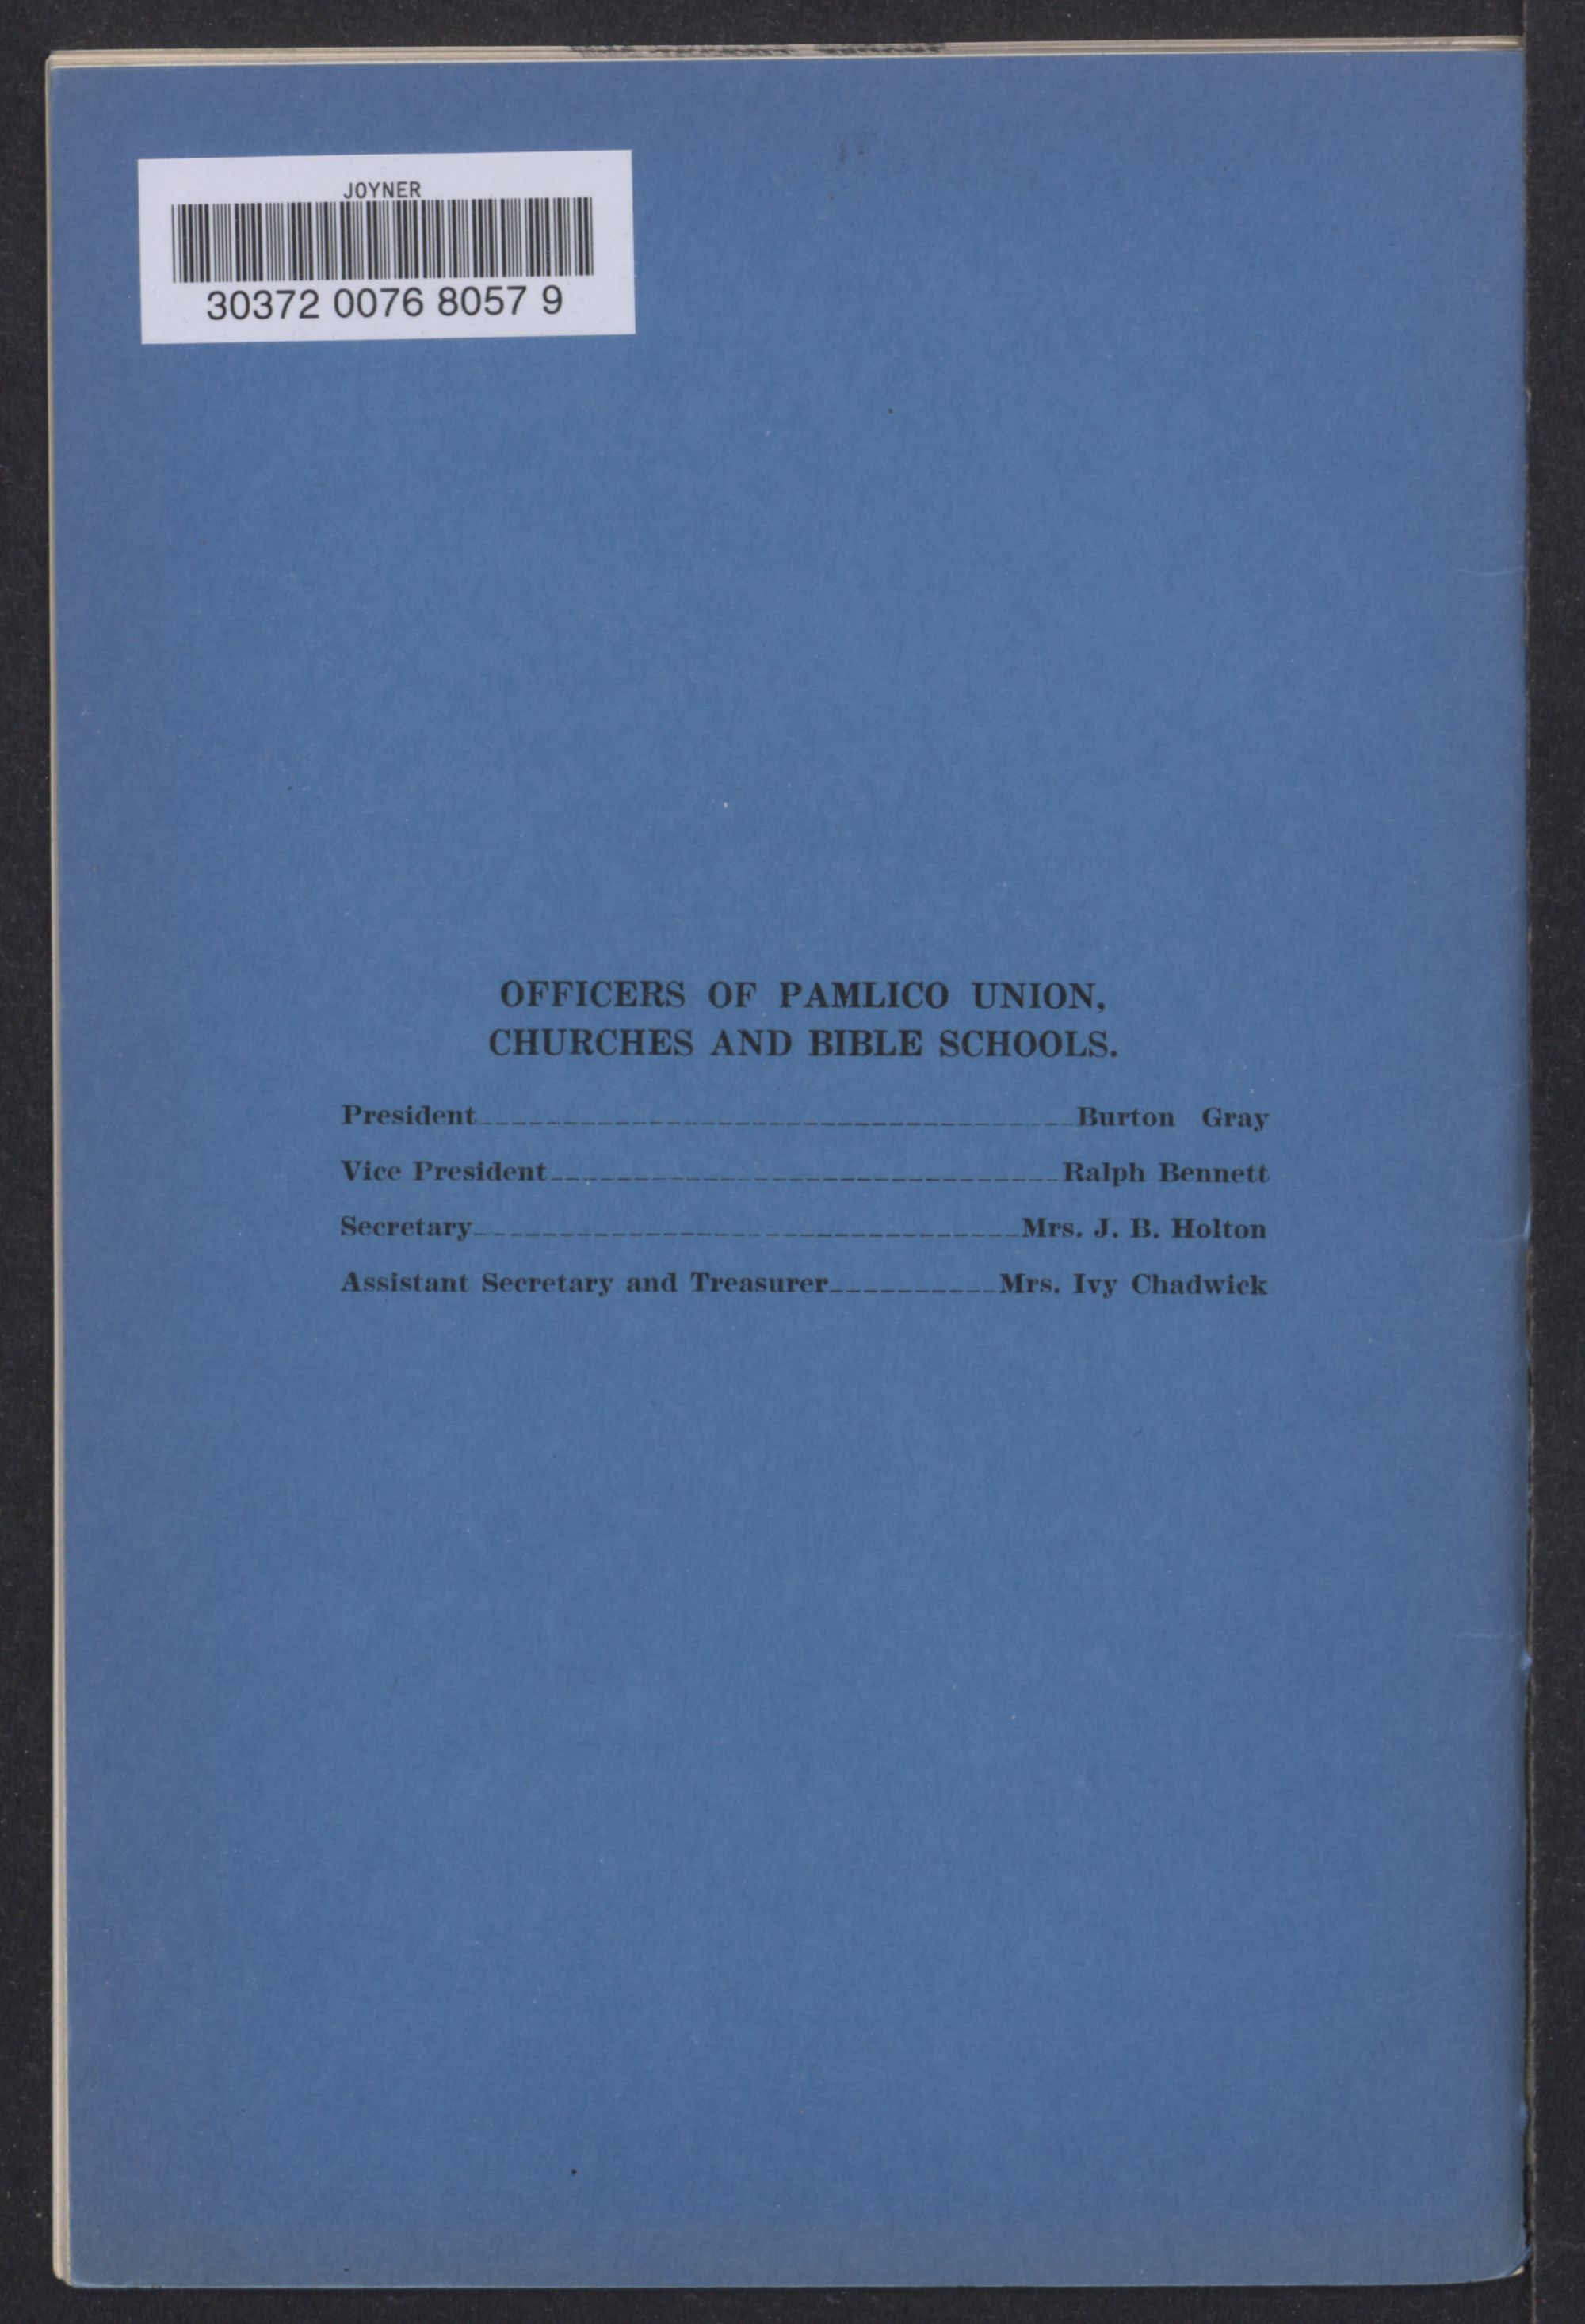 JOYNER
30372 0076 8057 9
OFFICERS OF PAMLICO UNION,
CHURCHES AND BIBLE SCHOOLS.
President Burton Gray
Vice President Ralph Bennett
Secretary Mrs. J. B. Holton
Assistant Secretary and Treasurer Mrs. Ivy Chadwick